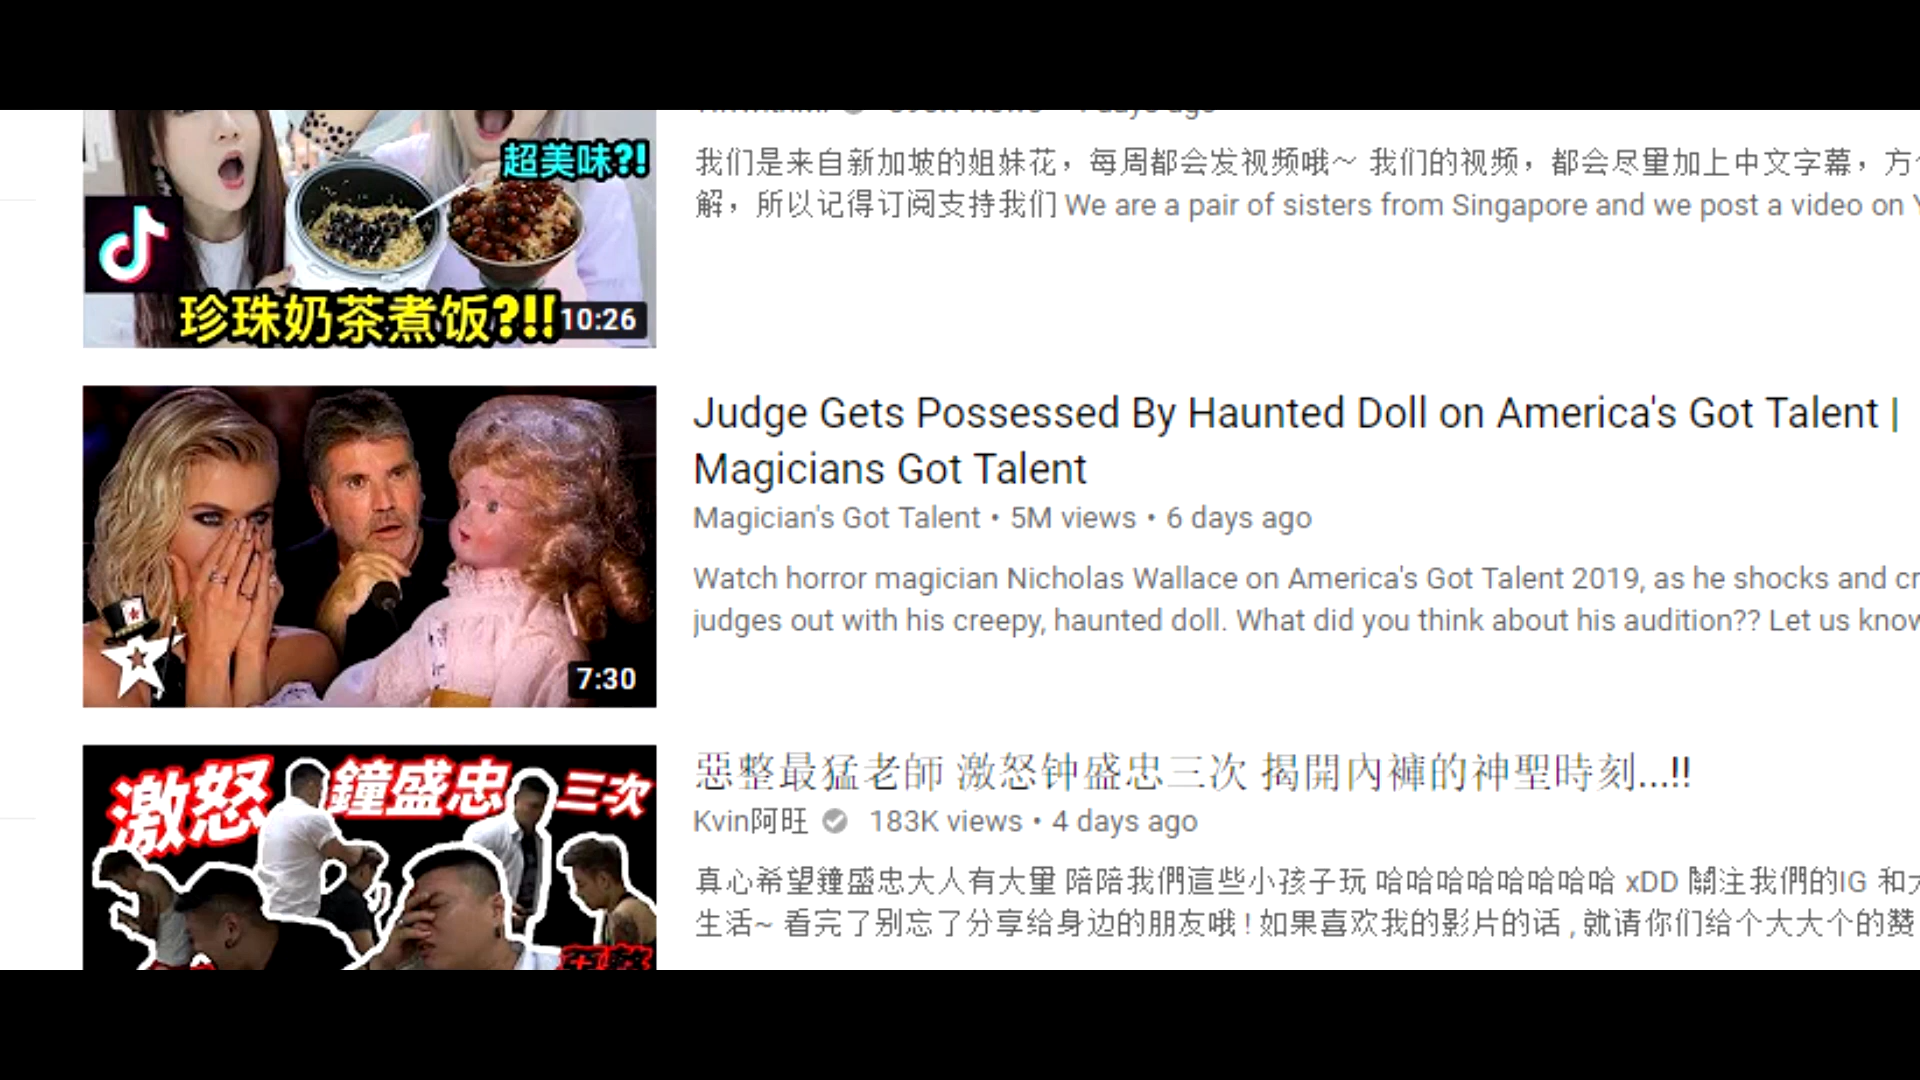 4 days ago
超美味?!
珍珠奶茶煮饭?!!
10:26
我们是来自新加坡的姐妹花，每周都会发视频哦～ 我们的视频，都会尽量加上中文字幕，方
解，所以记得订阅支持我们 We are a pair of sisters from Singapore and we post a video on
Judge Gets Possessed By Haunted Doll on America's Got Talent |
Magicians Got Talent
Magician's Got Talent • 5M views • 6 days ago
Watch horror magician Nicholas Wallace on America's Got Talent 2019, as he shocks and
judges out with his creepy, haunted doll. What did you think about his audition?? Let us know
7:30
激怒鐘盛忠三次
惡整最猛老師 激怒钟盛忠三次 揭開內褲的神聖時刻...!!
Kvin阿旺 183K views • 4 days ago
真心希望鐘盛忠大人有大量 陪陪我們這些小孩子玩 哈哈哈哈哈哈哈哈 xDD 關注我們的IG 和
生活~ 看完了别忘了分享给身边的朋友哦 ! 如果喜欢我的影片的话 , 就请你们给个大大个的赞